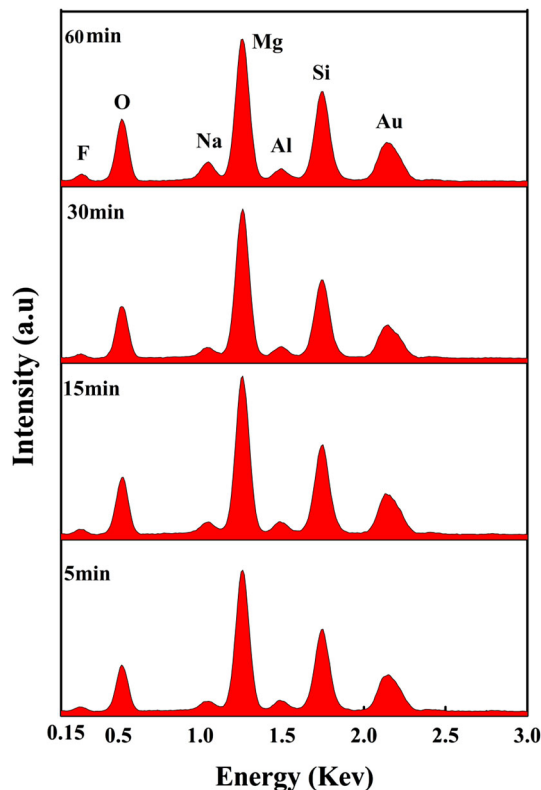 60min
Mg
Si
O
Au
Na
Al
F
30min
15min
5min
Intensity (a.u)
0.15 0.5 1.0 1.5 2.0 2.5 3.0
Energy (Kev)